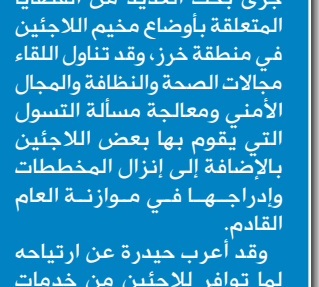 جرى بحث العديد من القضايا
المتعلقة بأوضاع مخيم اللاجئين
في منطقة خرز، وقد تناول اللقاء
مجالات الصحة والنظافة والمجال
الأمني ومعالجة مسألة التسول
التي يقوم بها بعض اللاجئين
بالإضافة إلى إنزال المخططات
وإدراجها في موازنة العام
القادم.
وقد أعرب حيدرة عن ارتياحه
لما توافر للاجئين من خدمات